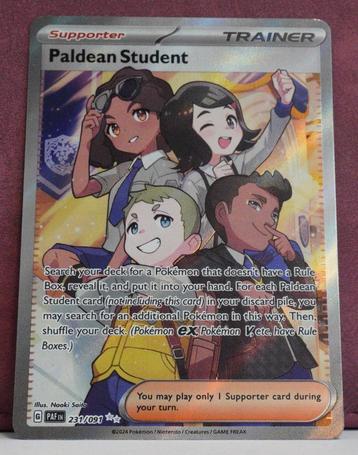 Supporter
TRAINER
Paldean Student
Search your deck for a Pokémon that doesn't have a Rule
Box, reveal it, and put it into your hand. For each Paldean
Student card (not including this card) in your discard pile, you
may search for an additional Pokémon in this way. Then,
shuffle your deck. (Pokémon ex, Pokémon V, etc. have Rule
Boxes.)
You may play only 1 Supporter card during
your turn.
Illus. Naoki Saito
G PAF EN 231/091
©2024 Pokémon / Nintendo / Creatures / GAME FREAK